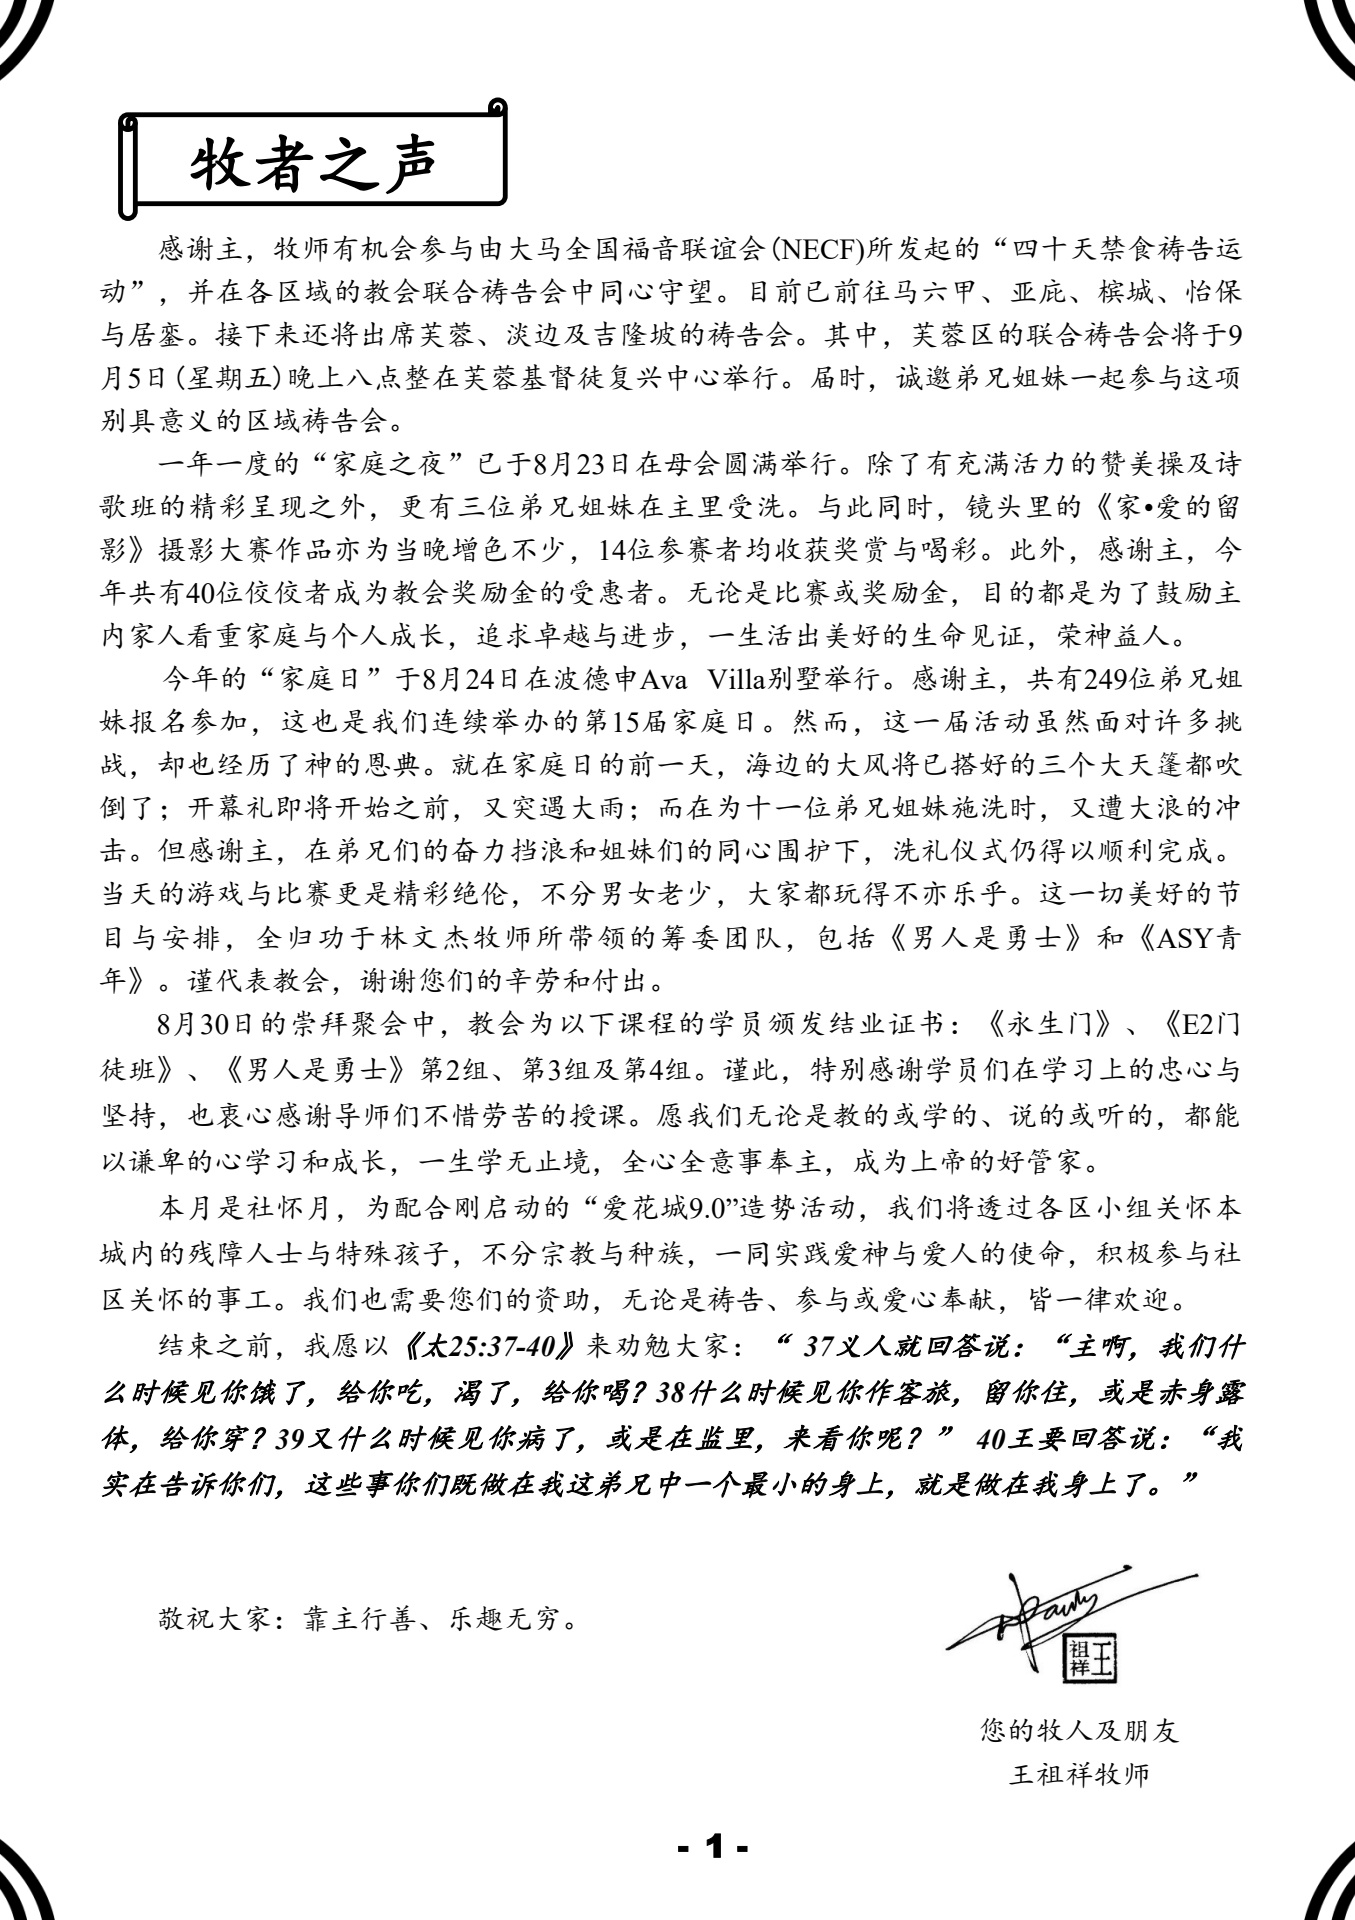 牧者之声
感谢主，牧师有机会参与由大马全国福音联谊会(NECF)所发起的“四十天禁食祷告运
动”，并在各区域的教会联合祷告会中同心守望。目前已前往马六甲、亚庇、槟城、怡保
与居銮。接下来还将出席芙蓉、淡边及吉隆坡的祷告会。其中，芙蓉区的联合祷告会将于9
月5日(星期五)晚上八点整在芙蓉基督徒复兴中心举行。届时，诚邀弟兄姐妹一起参与这项
别具意义的区域祷告会。
一年一度的“家庭之夜”已于8月23日在母会圆满举行。除了有充满活力的赞美操及诗
歌班的精彩呈现之外，更有三位弟兄姐妹在主里受洗。与此同时，镜头里的《家•爱的留
影》摄影大赛作品亦为当晚增色不少，14位参赛者均收获奖赏与喝彩。此外，感谢主，今
年共有40位佼佼者成为教会奖励金的受惠者。无论是比赛或奖励金，目的都是为了鼓励主
内家人看重家庭与个人成长，追求卓越与进步，一生活出美好的生命见证，荣神益人。
今年的“家庭日”于8月24日在波德申Ava Villa别墅举行。感谢主，共有249位弟兄姐
妹报名参加，这也是我们连续举办的第15届家庭日。然而，这一届活动虽然面对许多挑
战，却也经历了神的恩典。就在家庭日的前一天，海边的大风将已搭好的三个大天篷都吹
倒了；开幕礼即将开始之前，又突遇大雨；而在为十一位弟兄姐妹施洗时，又遭大浪的冲
击。但感谢主，在弟兄们的奋力挡浪和姐妹们的同心围护下，洗礼仪式仍得以顺利完成。
当天的游戏与比赛更是精彩绝伦，不分男女老少，大家都玩得不亦乐乎。这一切美好的节
目与安排，全归功于林文杰牧师所带领的筹委团队，包括《男人是勇士》和《ASY青
年》。谨代表教会，谢谢您们的辛劳和付出。
8月30日的崇拜聚会中，教会为以下课程的学员颁发结业证书：《永生门》、《E2门
徒班》、《男人是勇士》第2组、第3组及第4组。谨此，特别感谢学员们在学习上的忠心与
坚持，也衷心感谢导师们不惜劳苦的授课。愿我们无论是教的或学的、说的或听的，都能
以谦卑的心学习和成长，一生学无止境，全心全意事奉主，成为上帝的好管家。
本月是社怀月，为配合刚启动的“爱花城9.0”造势活动，我们将透过各区小组关怀本
城内的残障人士与特殊孩子，不分宗教与种族，一同实践爱神与爱人的使命，积极参与社
区关怀的事工。我们也需要您们的资助，无论是祷告、参与或爱心奉献，皆一律欢迎。
结束之前，我愿以《太25:37-40》来劝勉大家：“ 37义人就回答说：“主啊，我们什
么时候见你饿了，给你吃，渴了，给你喝？38什么时候见你作客旅，留你住，或是赤身露
体，给你穿？39又什么时候见你病了，或是在监里，来看你呢？” 40王要回答说：“我
实在告诉你们，这些事你们既做在我这弟兄中一个最小的身上，就是做在我身上了。”
敬祝大家：靠主行善、乐趣无穷。
王祖祥
您的牧人及朋友
王祖祥牧师
- 1 -